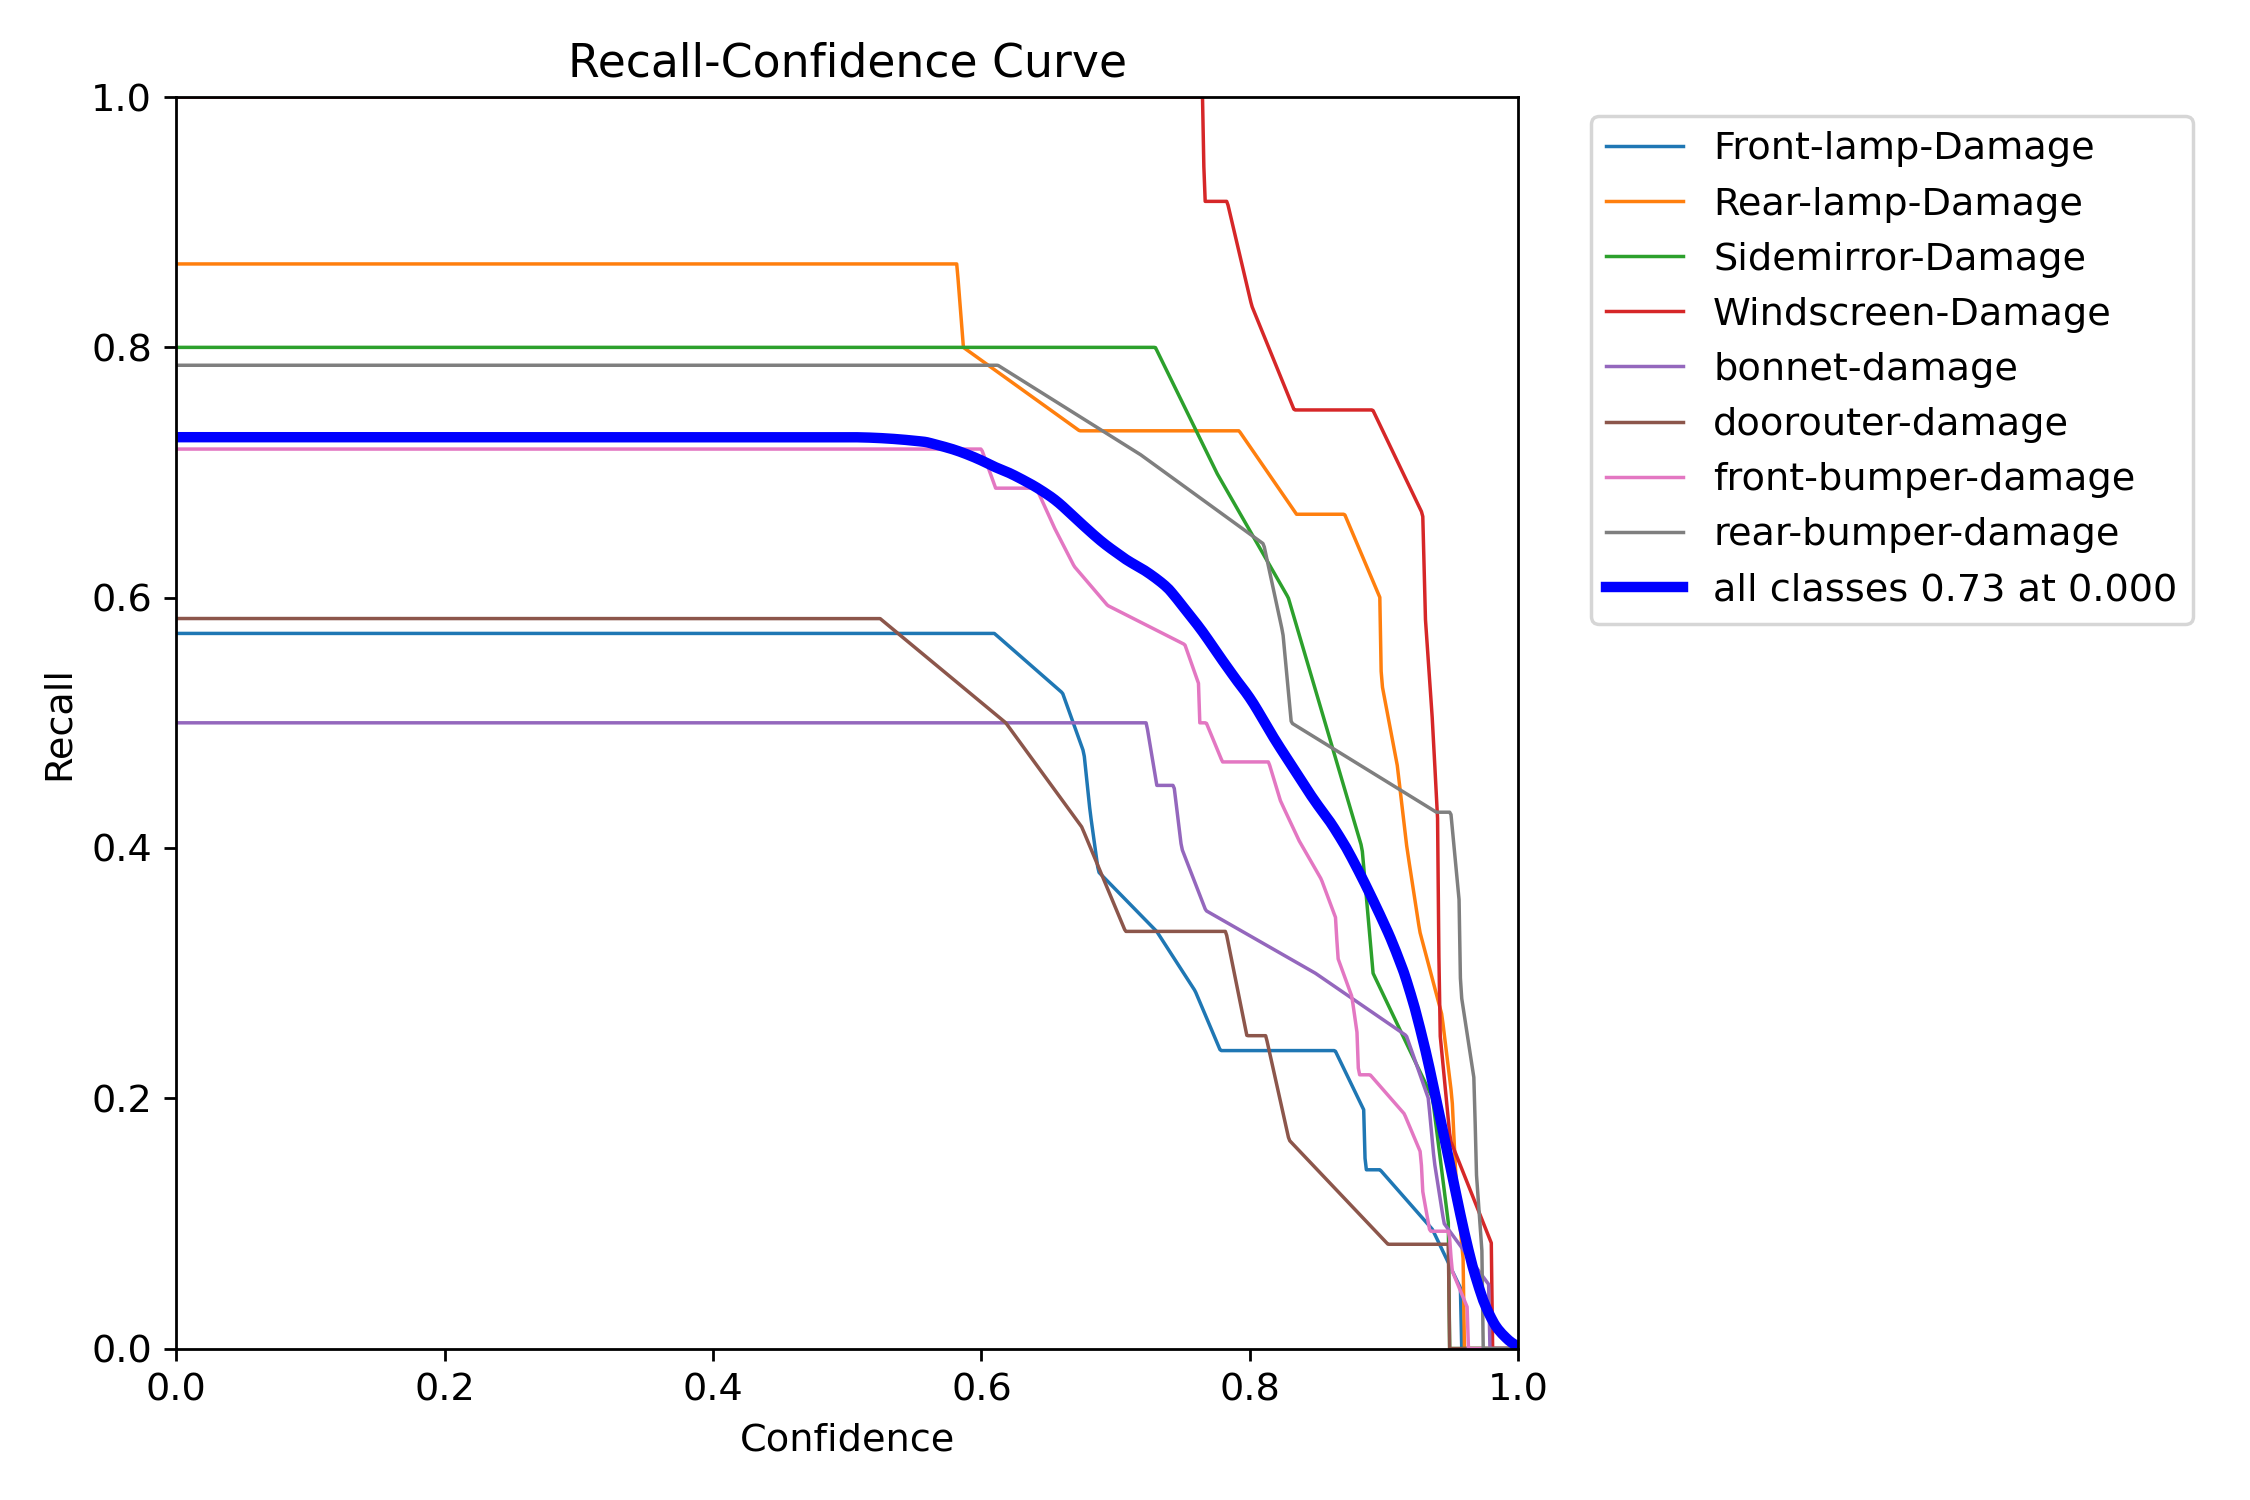 Recall-Confidence Curve
1.0
0.8
0.6
0.4
0.2
0.0
Recall
0.0 0.2 0.4 0.6 0.8 1.0
Confidence
Front-lamp-Damage
Rear-lamp-Damage
Sidemirror-Damage
Windscreen-Damage
bonnet-damage
doorouter-damage
front-bumper-damage
rear-bumper-damage
all classes 0.73 at 0.000